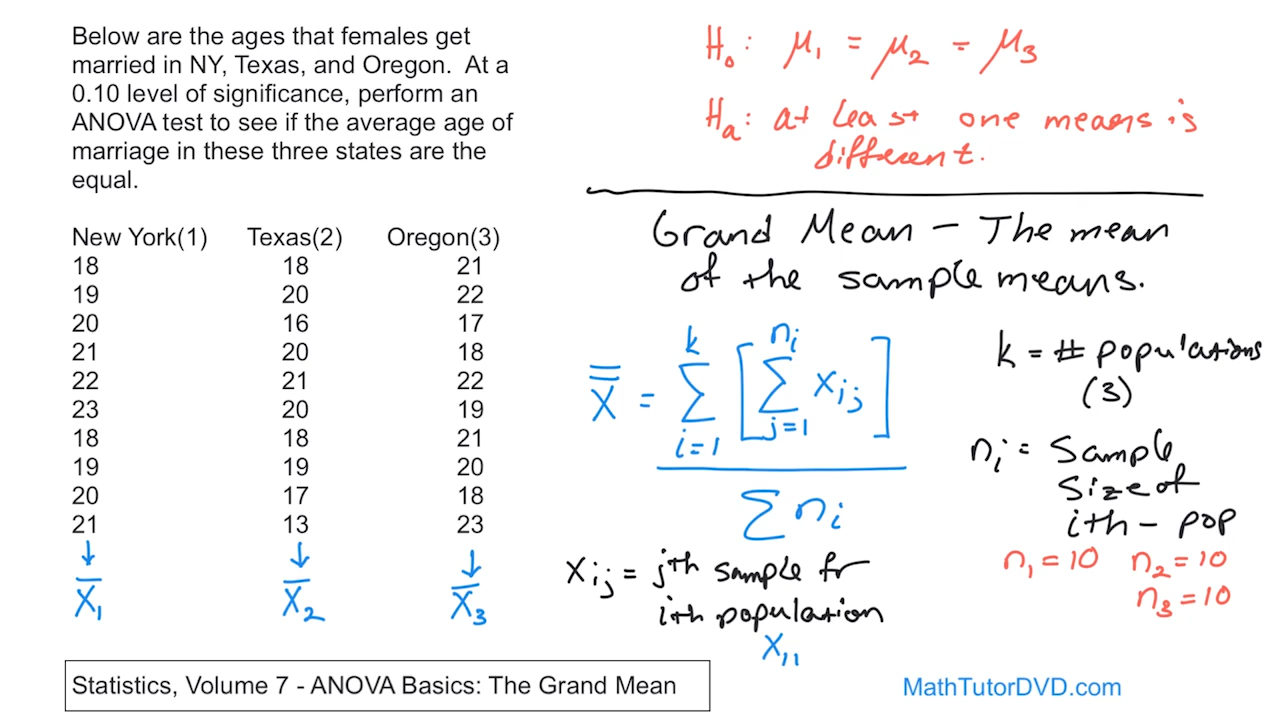 Below are the ages that females get
married in NY, Texas, and Oregon. At a
0.10 level of significance, perform an
ANOVA test to see if the average age of
marriage in these three states are the
equal.
New York(1) Texas(2) Oregon(3)
18 18 21
19 20 22
20 16 17
21 20 18
22 21 22
23 20 19
18 18 21
19 19 20
20 17 18
21 13 23
↓ ↓ ↓
X̅₁ X̅₂ X̅₃
H₀: μ₁ = μ₂ = μ₃
Hₐ: at least one means is
different.
Grand Mean – The mean
of the sample means.
X̿ = ∑ᵢ₌₁ᵏ [ ∑ⱼ₌₁ⁿⁱ xᵢⱼ ]
∑ nᵢ
k = # populations
(3)
nᵢ = Sample
size of
ith – pop
n₁ = 10 n₂ = 10
n₃ = 10
xᵢⱼ = jth sample for
ith population
X₁₁
Statistics, Volume 7 - ANOVA Basics: The Grand Mean
MathTutorDVD.com